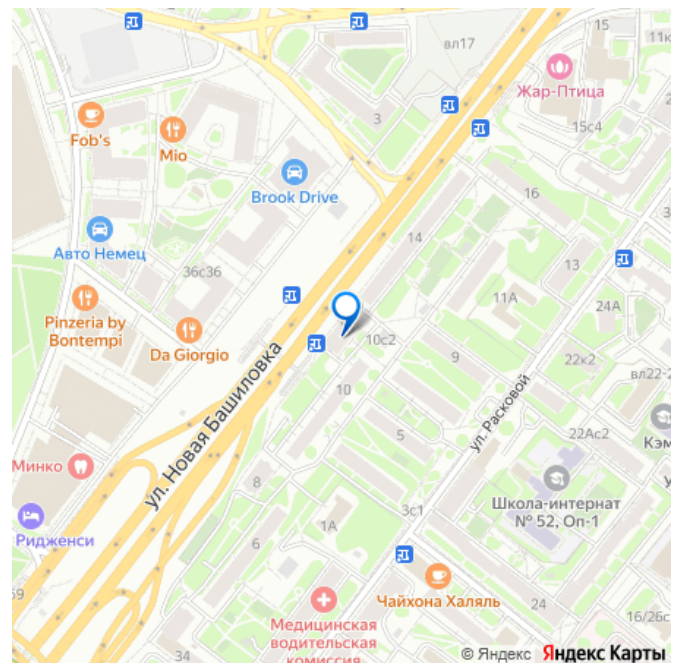 15
11к
вл17
Жар-Птица
3
15с4
Fob's
Mio
Brook Drive
16
14
Авто Немец
36с36
13
11А
24А
Pinzeria by
Bontempi
Da Giorgio
10с2
9
22к2
вл22-2
10
ул. Новая Башиловка
ул. Расковой
5
22Ас2
Кэм
Минко
8
Школа-интернат
№ 52, Оп-1
У
Ридженси
1А
3с1
6
59
Чайхона Халяль
24
Медицинская
водительская
комиссия
16/26с
34
© Яндекс Яндекс Карты